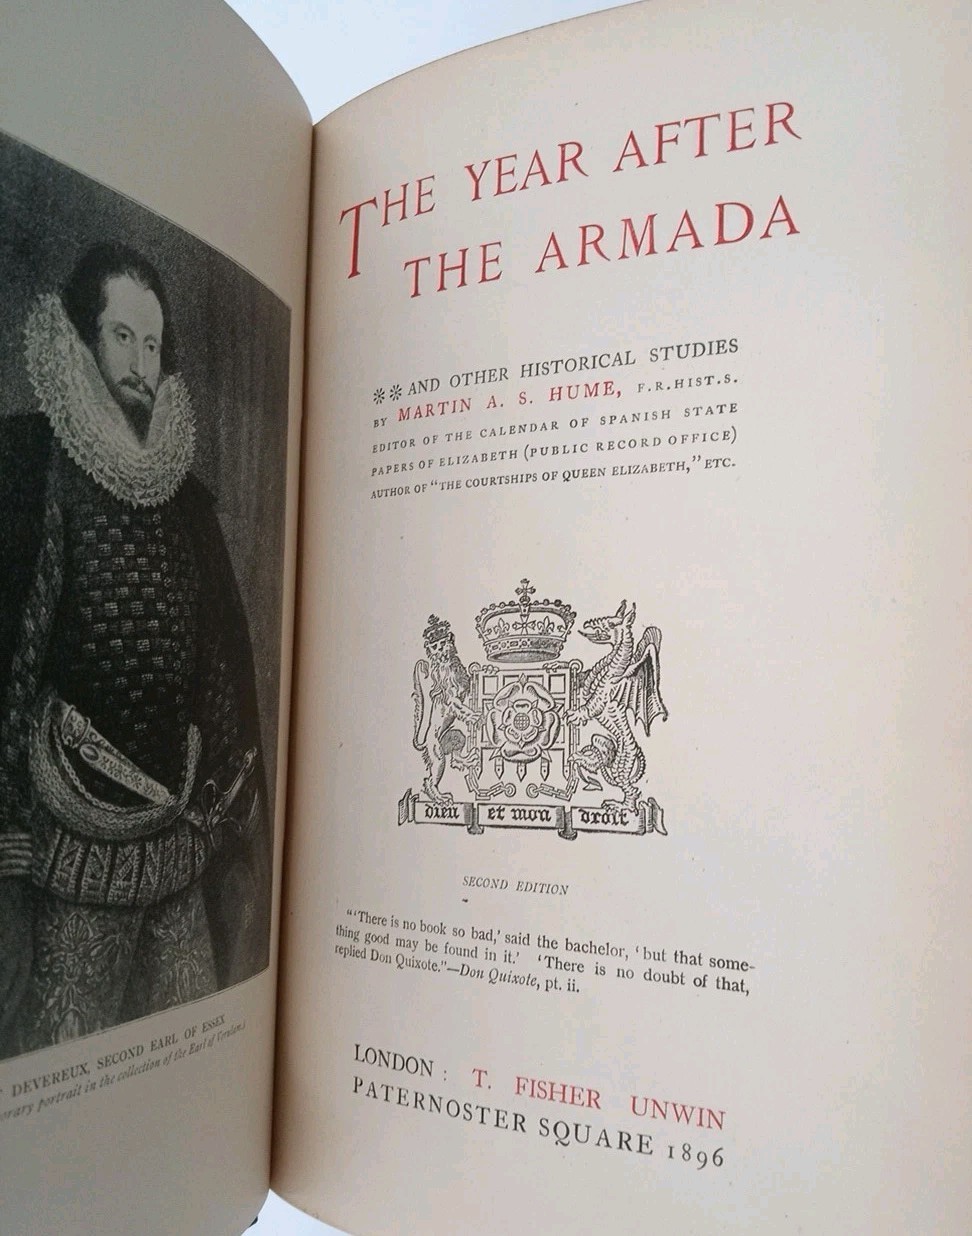 DEVEREUX, SECOND EARL OF ESSEX
portrait in the collection of the Earl of Verulam.)
THE YEAR AFTER
THE ARMADA
⁂ AND OTHER HISTORICAL STUDIES
BY MARTIN A. S. HUME, F.R.HIST.S.
EDITOR OF THE CALENDAR OF SPANISH STATE
PAPERS OF ELIZABETH (PUBLIC RECORD OFFICE)
AUTHOR OF "THE COURTSHIPS OF QUEEN ELIZABETH," ETC.
dieu et mon droit
SECOND EDITION
"'There is no book so bad,' said the bachelor, 'but that some-
thing good may be found in it.' 'There is no doubt of that,
replied Don Quixote."—Don Quixote, pt. ii.
LONDON: T. FISHER UNWIN
PATERNOSTER SQUARE 1896